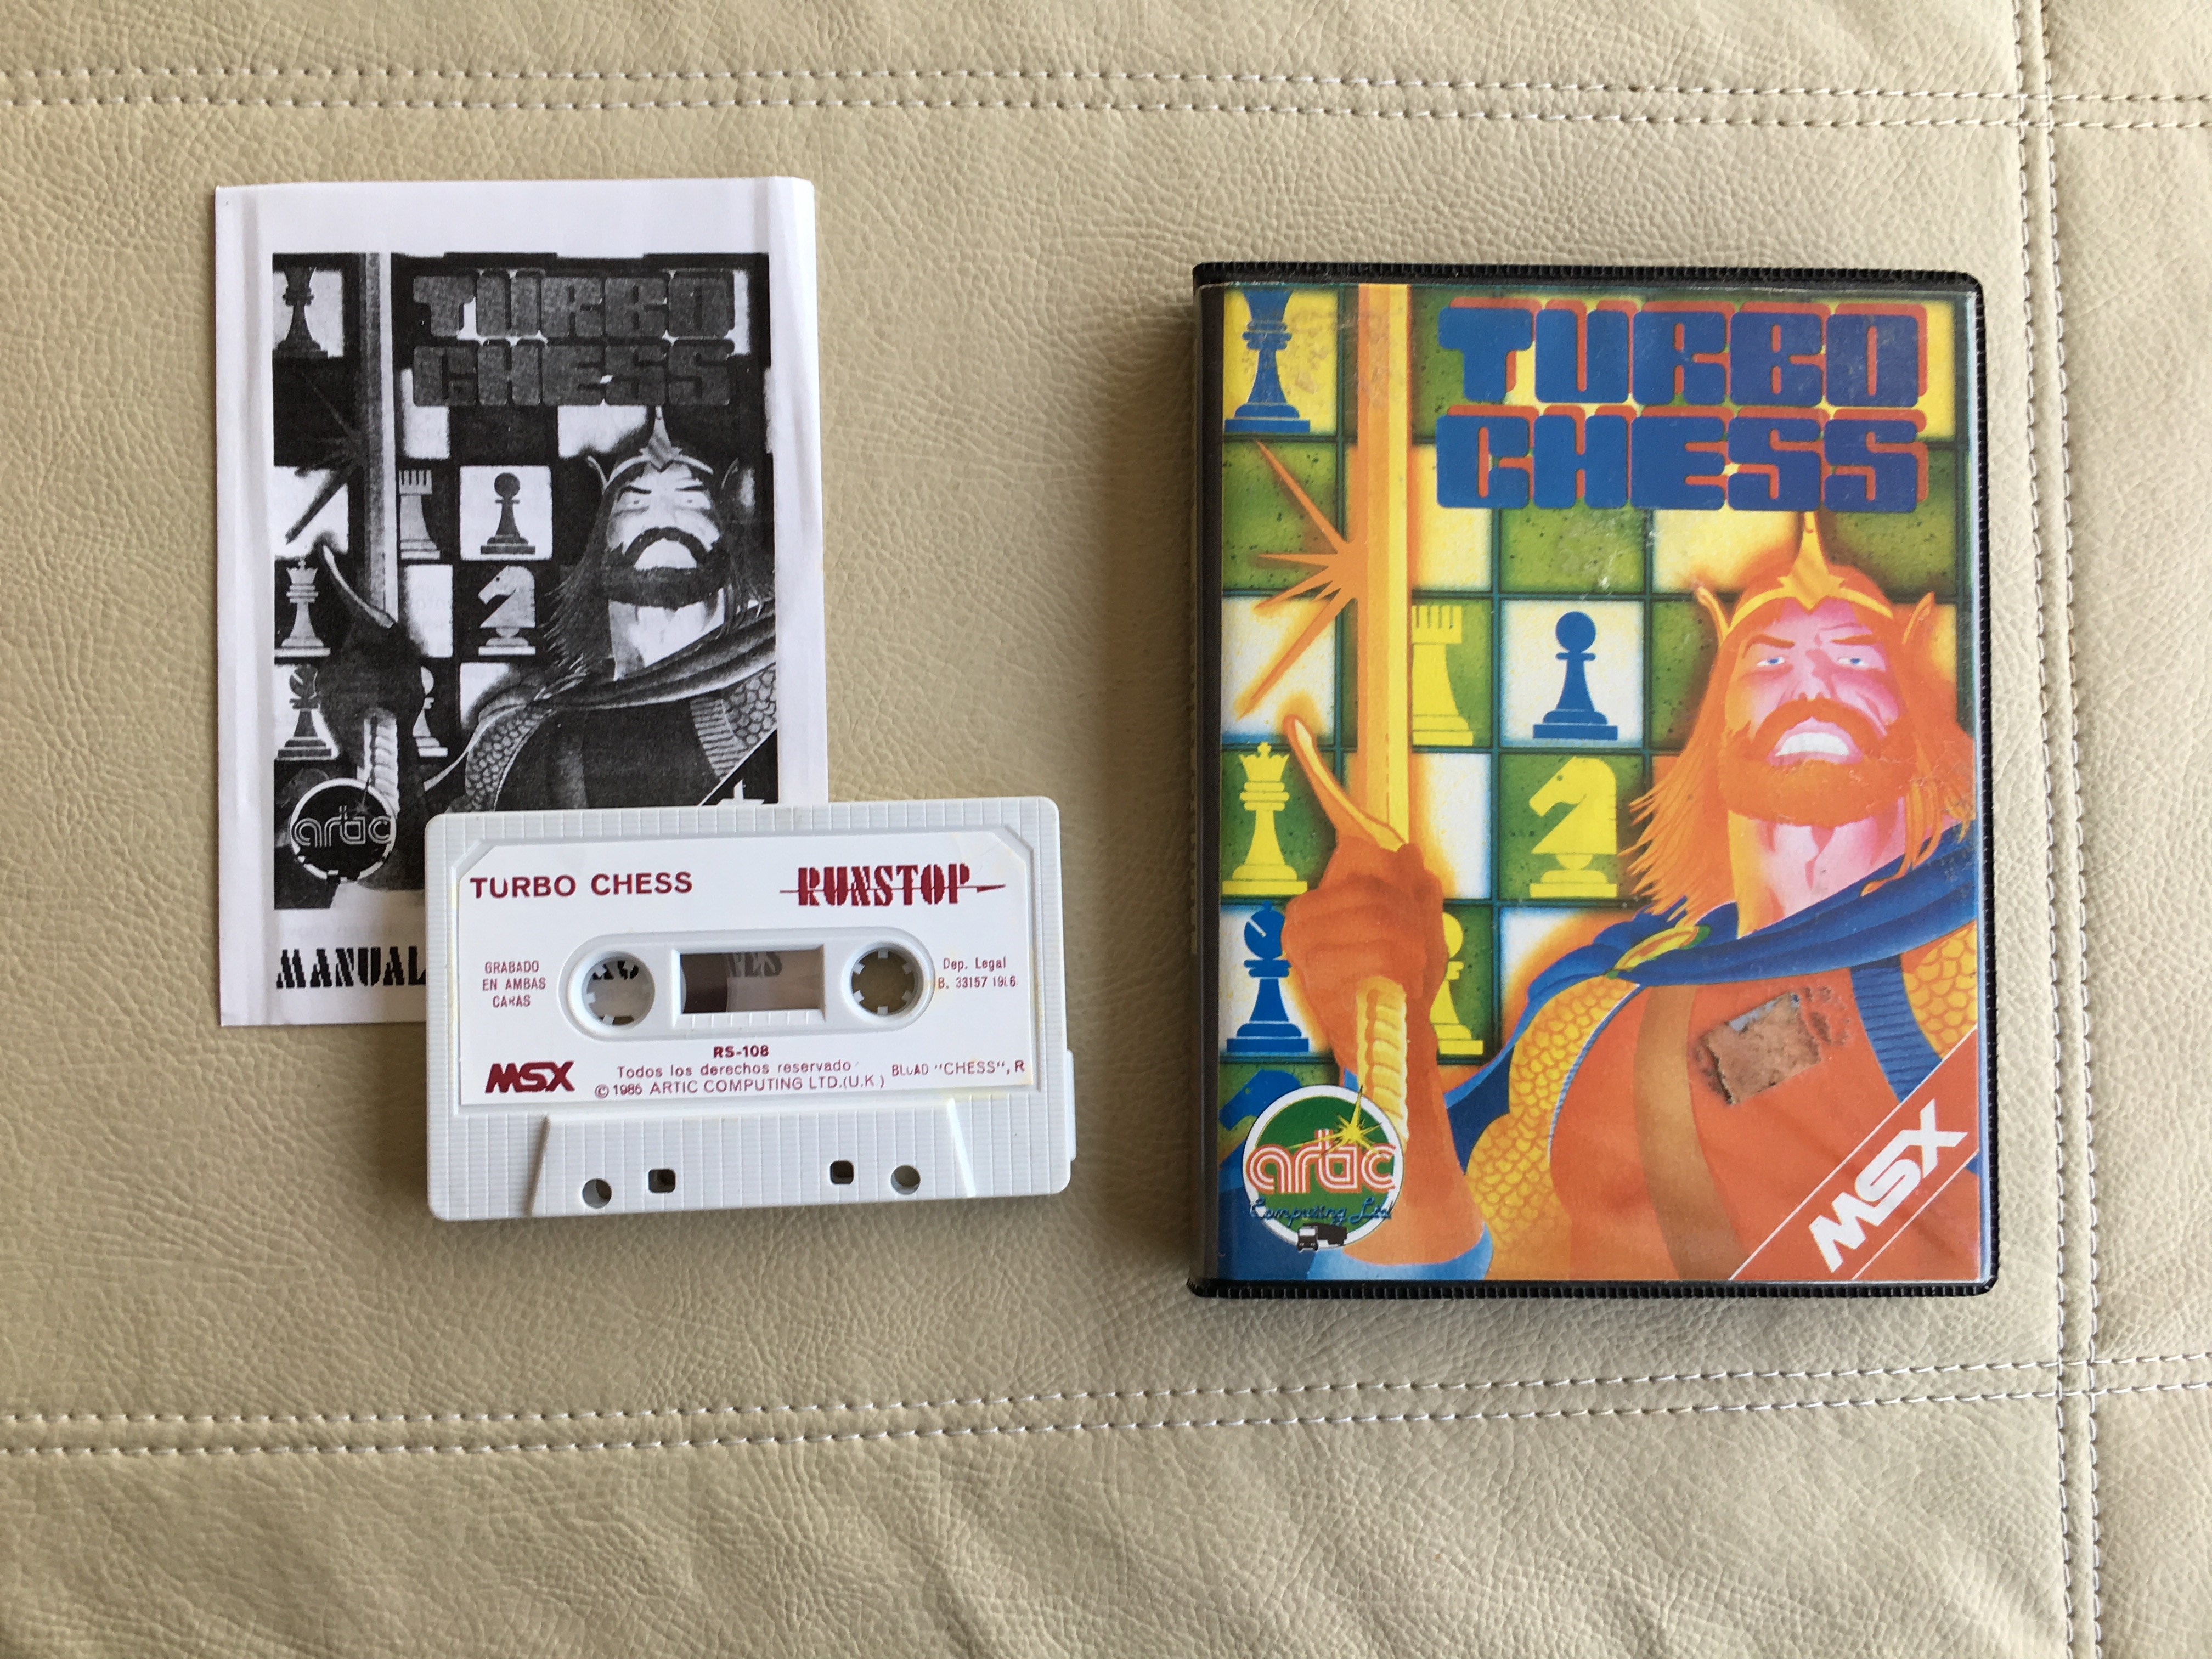 TURBO
CHESS
artic
MANUAL
TURBO CHESS
RUNSTOP
GRABADO
EN AMBAS
CARAS
Dep. Legal
B. 33157 1986
RS-108
MSX
Todos los derechos reservado
BLOAD "CHESS", R
© 1985 ARTIC COMPUTING LTD.(U.K.)
TURBO
CHESS
artic
Computing Ltd
MSX